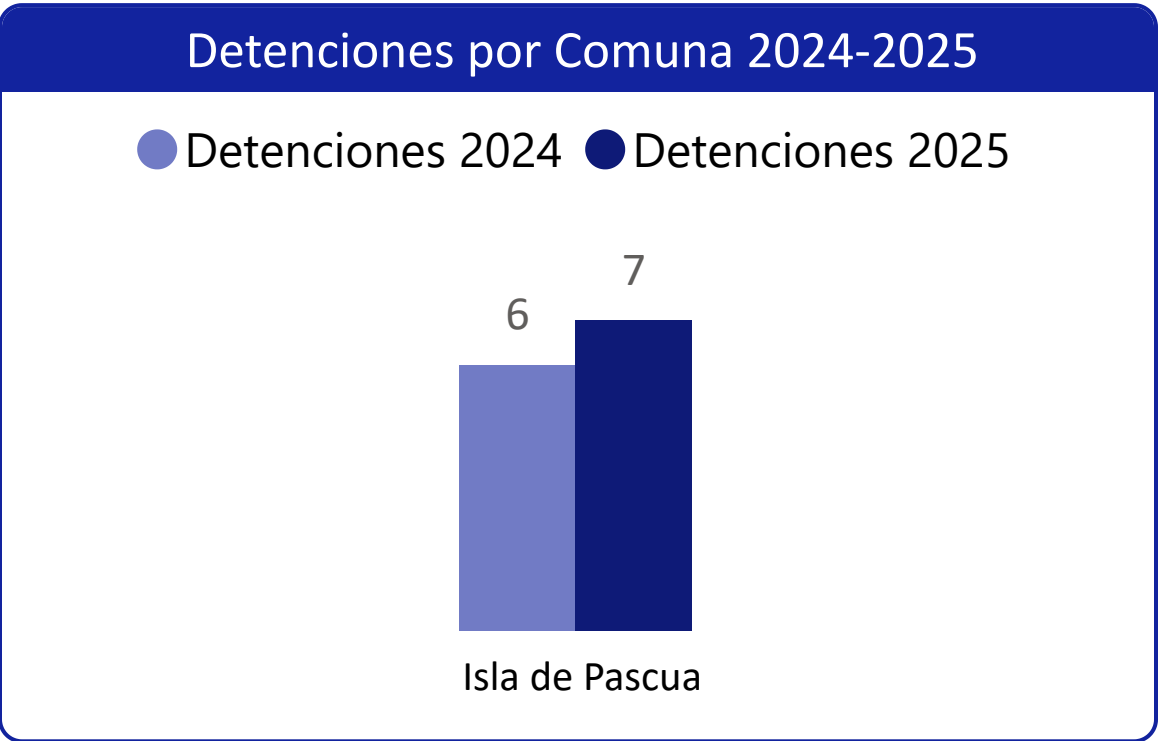 Detenciones por Comuna 2024-2025
Detenciones 2024 Detenciones 2025
7
6
Isla de Pascua